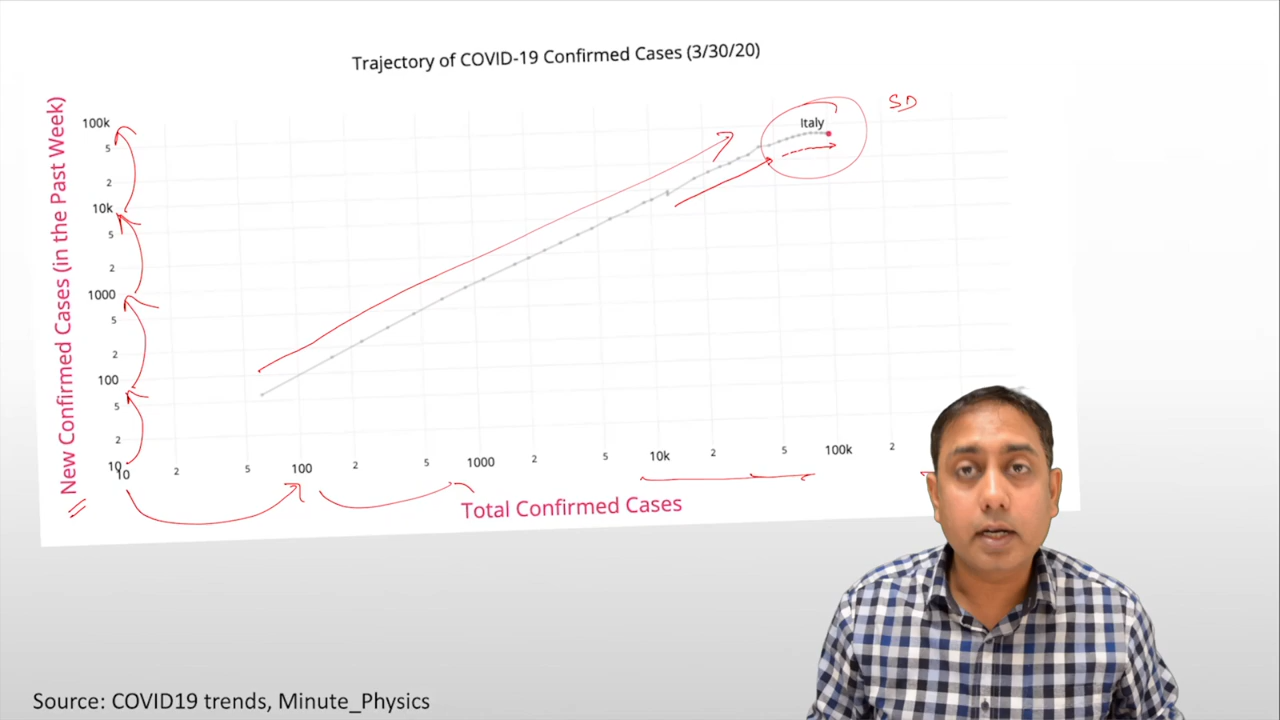 Trajectory of COVID-19 Confirmed Cases (3/30/20)
New Confirmed Cases (in the Past Week)
100k
5
2
10k
5
2
1000
5
2
100
5
2
10
Italy
SD
10 2 5 100 2 5 1000 2 5 10k 2 5 100k 2
Total Confirmed Cases
Source: COVID19 trends, Minute_Physics